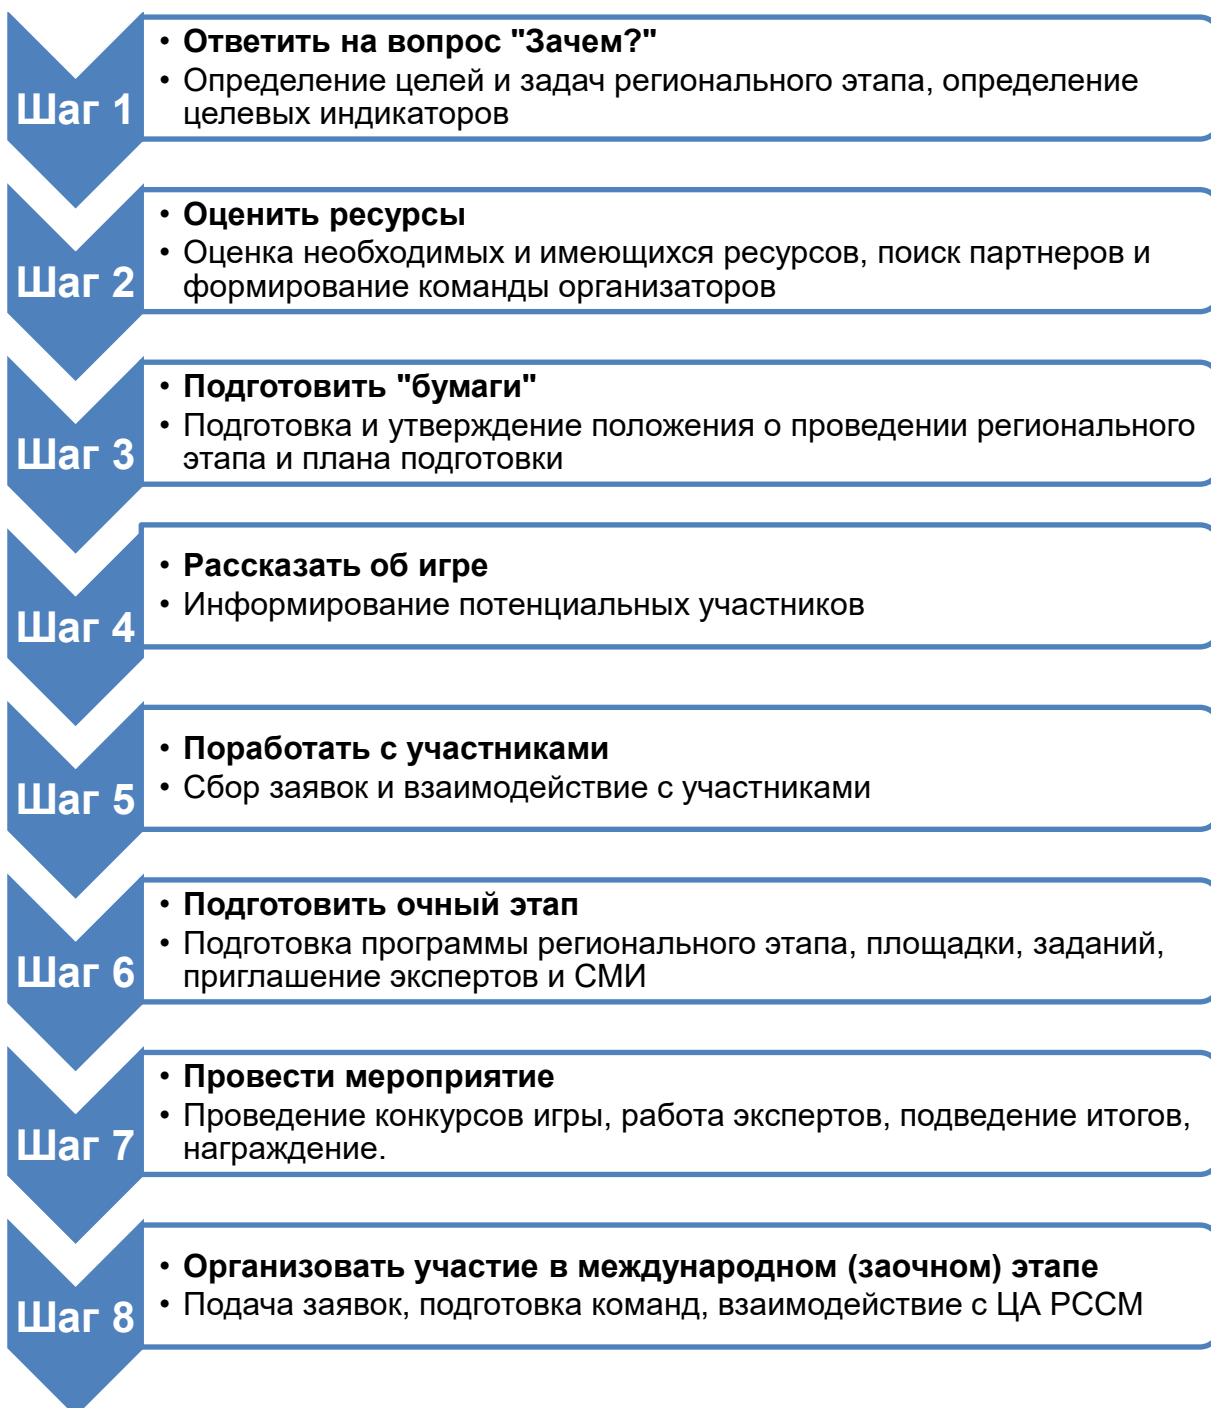 Шаг 1
• Ответить на вопрос "Зачем?"
• Определение целей и задач регионального этапа, определение
целевых индикаторов
Шаг 2
• Оценить ресурсы
• Оценка необходимых и имеющихся ресурсов, поиск партнеров и
формирование команды организаторов
Шаг 3
• Подготовить "бумаги"
• Подготовка и утверждение положения о проведении регионального
этапа и плана подготовки
Шаг 4
• Рассказать об игре
• Информирование потенциальных участников
Шаг 5
• Поработать с участниками
• Сбор заявок и взаимодействие с участниками
Шаг 6
• Подготовить очный этап
• Подготовка программы регионального этапа, площадки, заданий,
приглашение экспертов и СМИ
Шаг 7
• Провести мероприятие
• Проведение конкурсов игры, работа экспертов, подведение итогов,
награждение.
Шаг 8
• Организовать участие в международном (заочном) этапе
• Подача заявок, подготовка команд, взаимодействие с ЦА РССМ